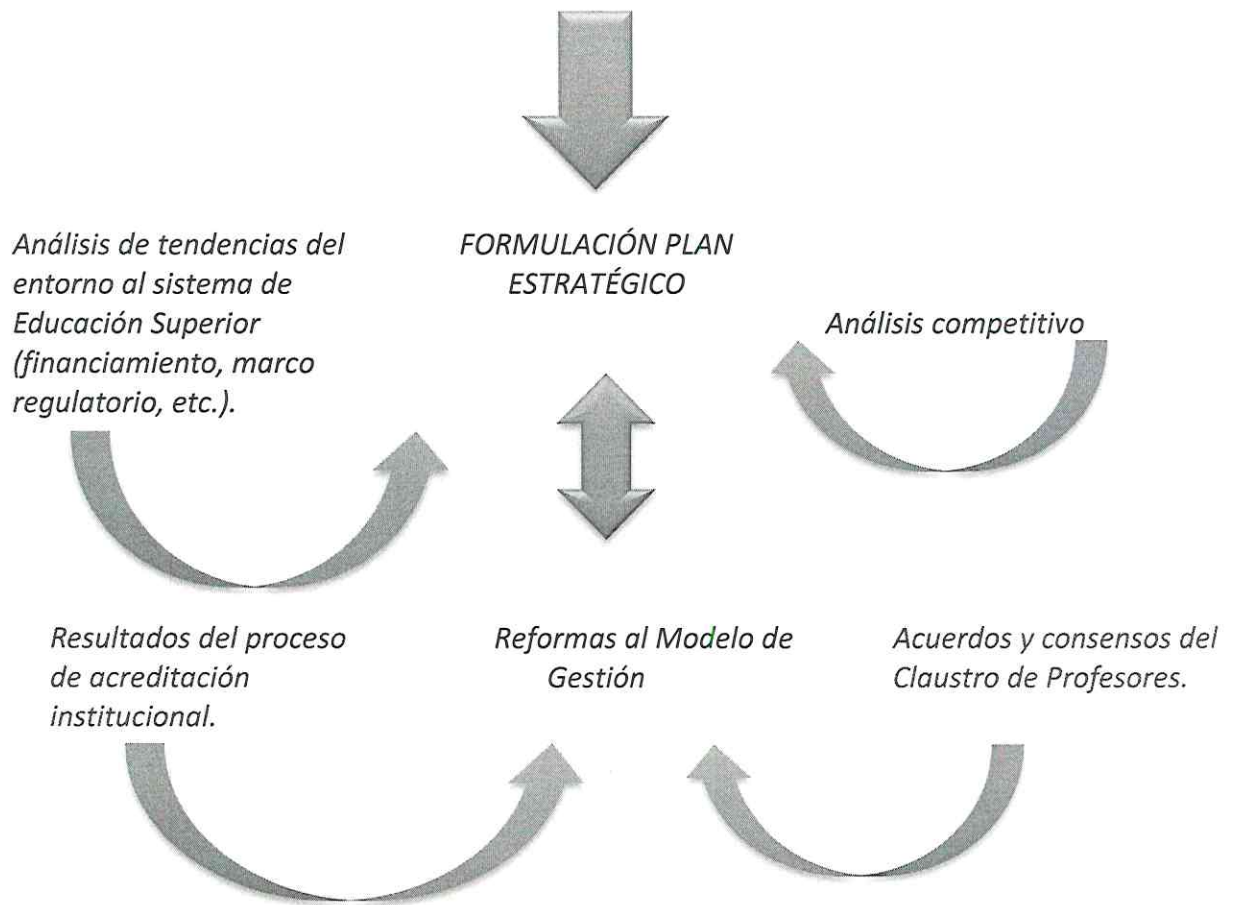 Análisis de tendencias del
entorno al sistema de
Educación Superior
(financiamiento, marco
regulatorio, etc.).
FORMULACIÓN PLAN
ESTRATÉGICO
Análisis competitivo
Resultados del proceso
de acreditación
institucional.
Reformas al Modelo de
Gestión
Acuerdos y consensos del
Claustro de Profesores.